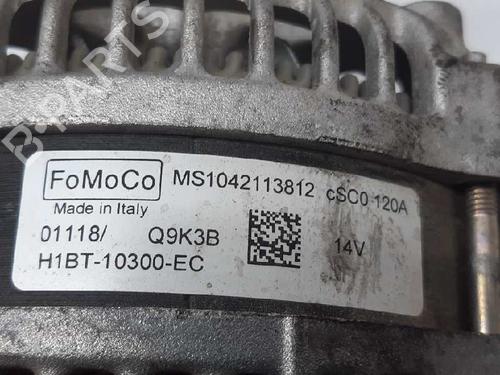 FoMoCo MS1042113812 cSC0 120A
Made in Italy
01118/ Q9K3B 14V
H1BT-10300-EC
B-PARTS